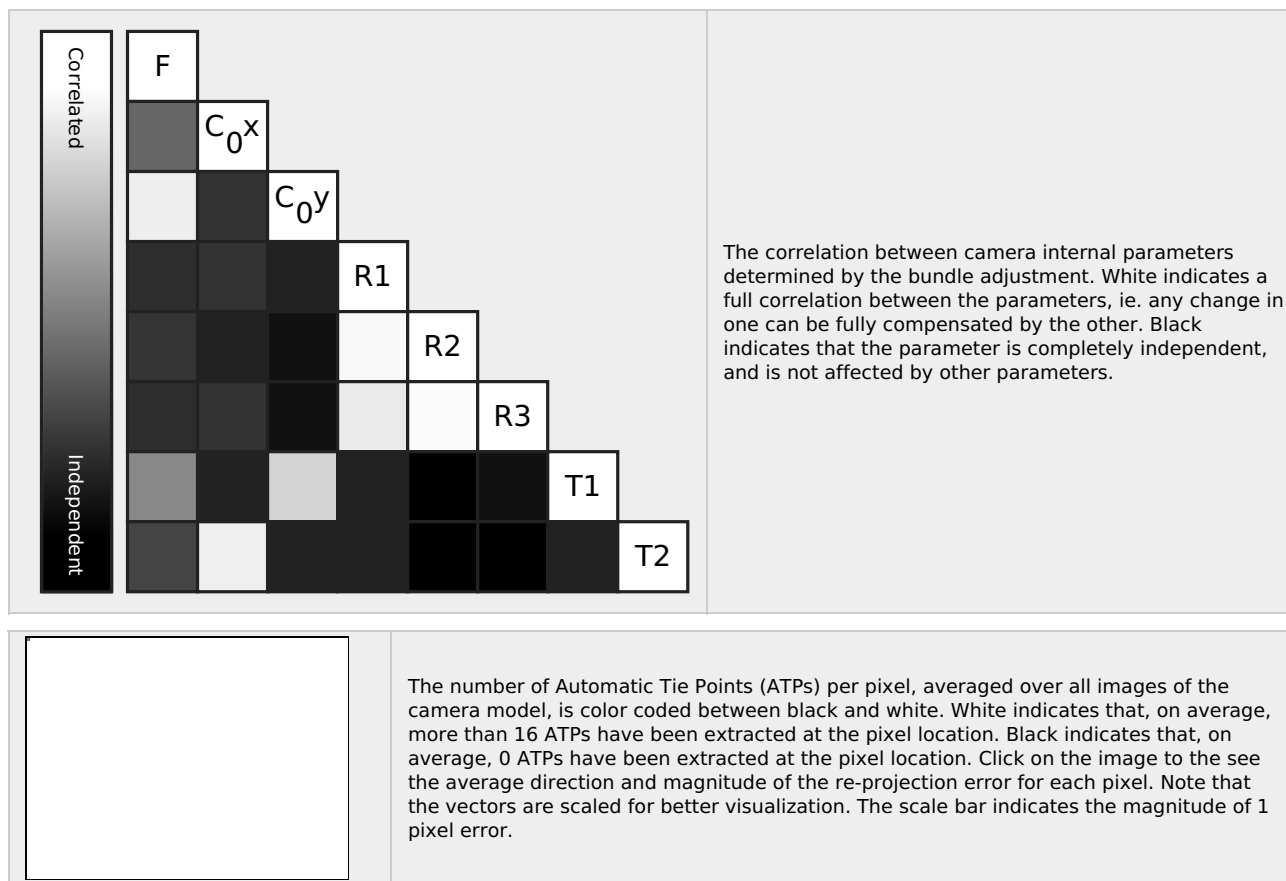 Correlated
Independent
F
C0x
C0y
R1
R2
R3
T1
T2
The correlation between camera internal parameters
determined by the bundle adjustment. White indicates a
full correlation between the parameters, ie. any change in
one can be fully compensated by the other. Black
indicates that the parameter is completely independent,
and is not affected by other parameters.
The number of Automatic Tie Points (ATPs) per pixel, averaged over all images of the
camera model, is color coded between black and white. White indicates that, on average,
more than 16 ATPs have been extracted at the pixel location. Black indicates that, on
average, 0 ATPs have been extracted at the pixel location. Click on the image to the see
the average direction and magnitude of the re-projection error for each pixel. Note that
the vectors are scaled for better visualization. The scale bar indicates the magnitude of 1
pixel error.